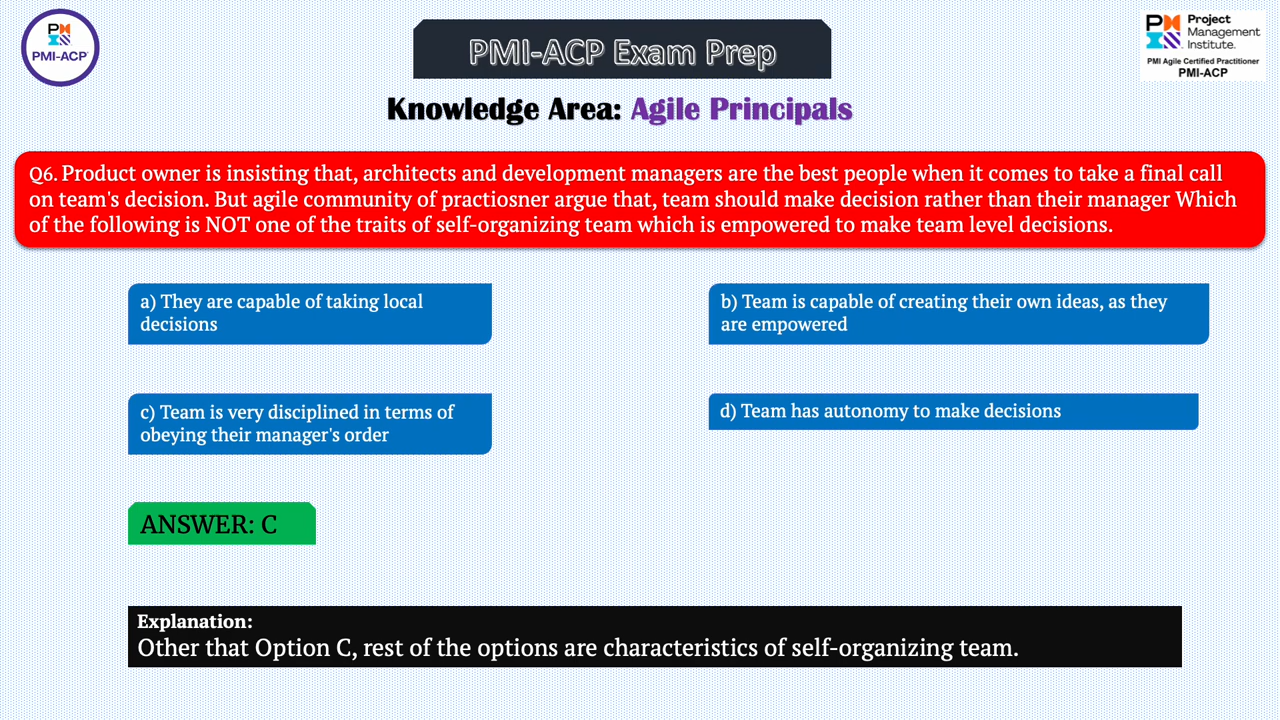 PMI-ACP
PMI-ACP Exam Prep
Project
Management
Institute.
PMI Agile Certified Practitioner
PMI-ACP
Knowledge Area: Agile Principals
Q6. Product owner is insisting that, architects and development managers are the best people when it comes to take a final call
on team's decision. But agile community of practiosner argue that, team should make decision rather than their manager Which
of the following is NOT one of the traits of self-organizing team which is empowered to make team level decisions.
a) They are capable of taking local
decisions
b) Team is capable of creating their own ideas, as they
are empowered
c) Team is very disciplined in terms of
obeying their manager's order
d) Team has autonomy to make decisions
ANSWER: C
Explanation:
Other that Option C, rest of the options are characteristics of self-organizing team.